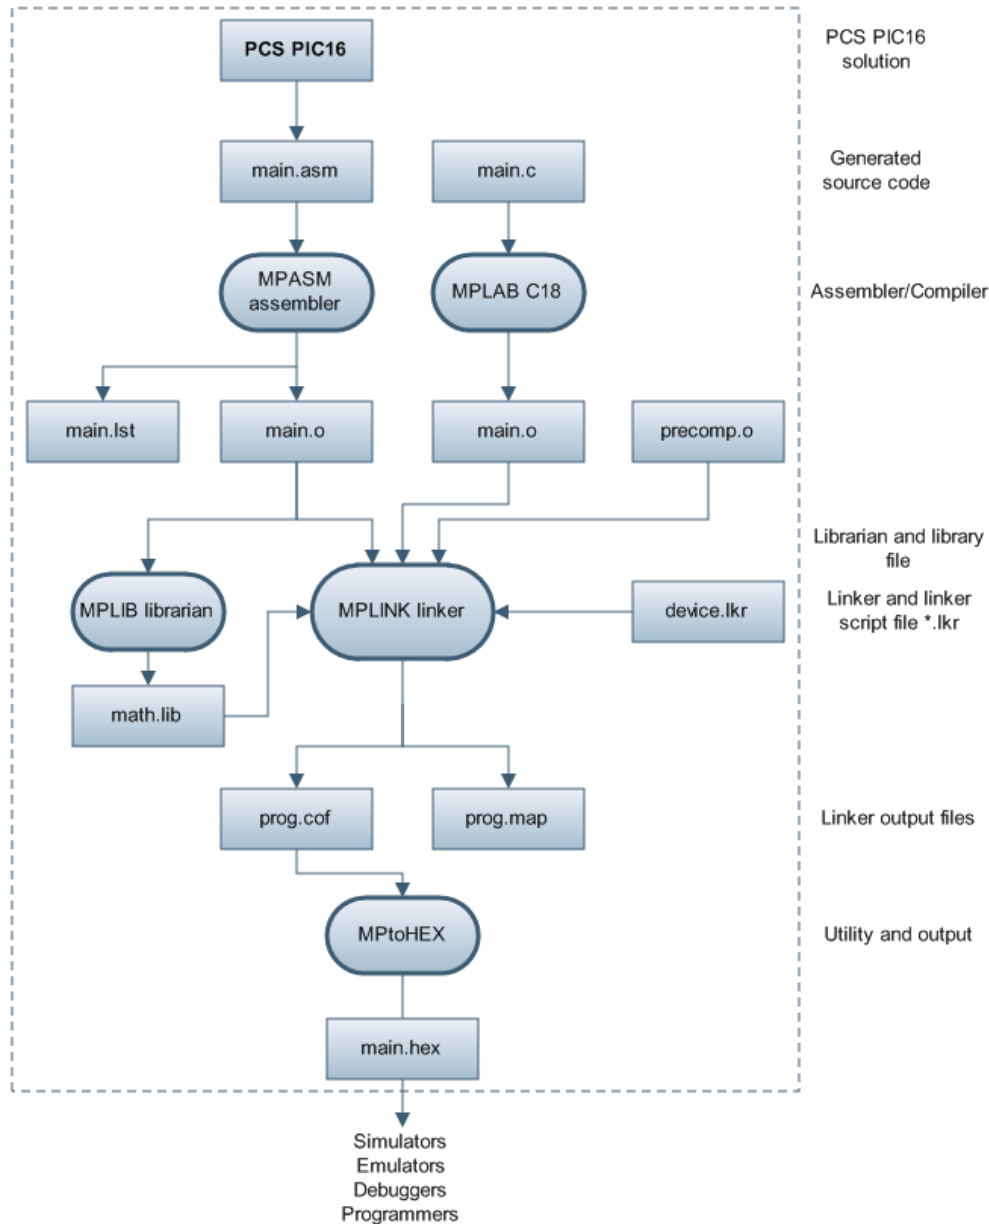 PCS PIC16
PCS PIC16
solution
main.asm
main.c
Generated
source code
MPASM
assembler
MPLAB C18
Assembler/Compiler
main.lst
main.o
main.o
precomp.o
Librarian and library
file
MPLIB librarian
MPLINK linker
device.lkr
Linker and linker
script file *.lkr
math.lib
prog.cof
prog.map
Linker output files
MPtoHEX
Utility and output
main.hex
Simulators
Emulators
Debuggers
Programmers